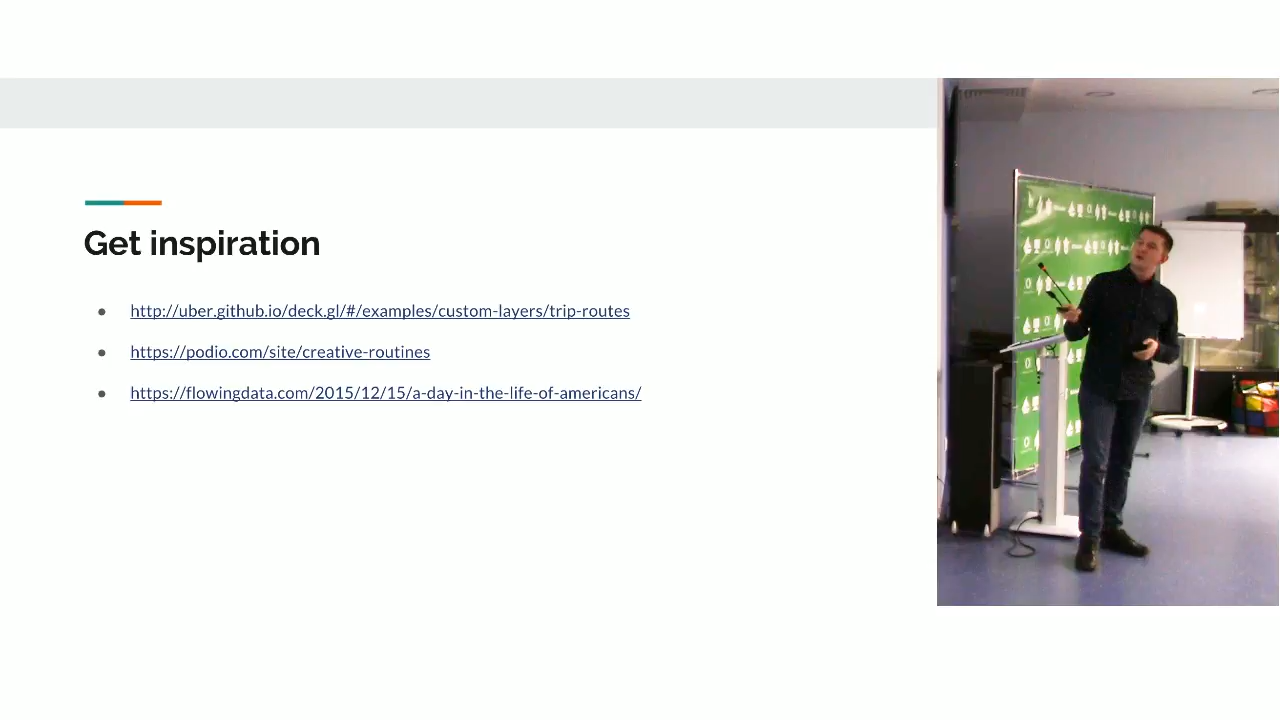 Get inspiration
http://uber.github.io/deck.gl/#/examples/custom-layers/trip-routes
https://podio.com/site/creative-routines
https://flowingdata.com/2015/12/15/a-day-in-the-life-of-americans/